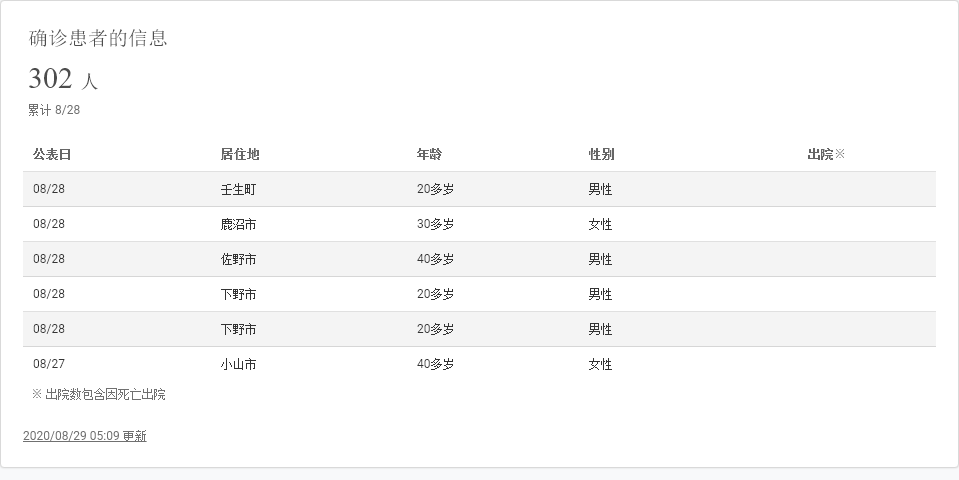 确诊患者的信息
302 人
累计 8/28
公表日 居住地 年龄 性别 出院※
08/28 壬生町 20多岁 男性
08/28 鹿沼市 30多岁 女性
08/28 佐野市 40多岁 男性
08/28 下野市 20多岁 男性
08/28 下野市 20多岁 男性
08/27 小山市 40多岁 女性
※ 出院数包含因死亡出院
2020/08/29 05:09 更新